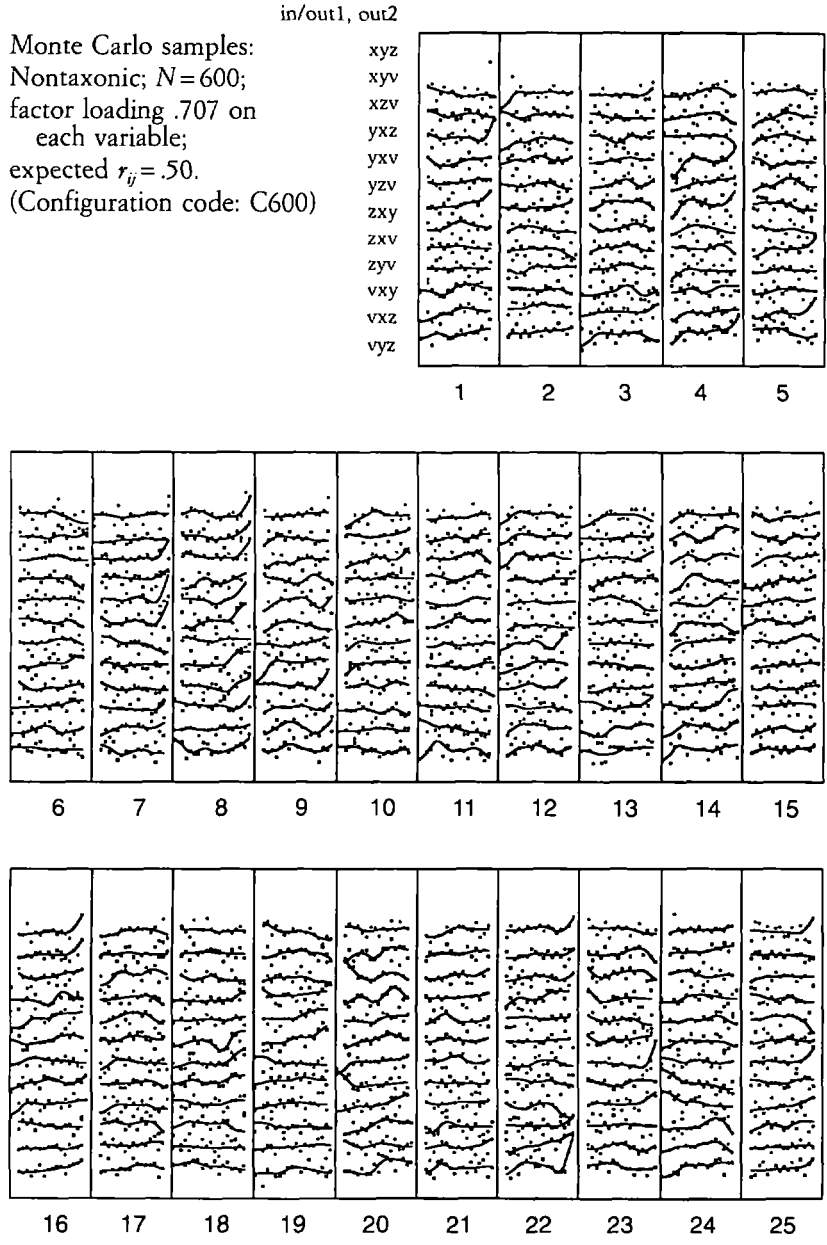 in/out1, out2
Monte Carlo samples:
Nontaxonic; N=600;
factor loading .707 on
each variable;
expected rij=.50.
(Configuration code: C600)
xyz
xyv
xzv
yxz
yxv
yzv
zxy
zxv
zyv
vxy
vxz
vyz
1 2 3 4 5
6 7 8 9 10 11 12 13 14 15
16 17 18 19 20 21 22 23 24 25